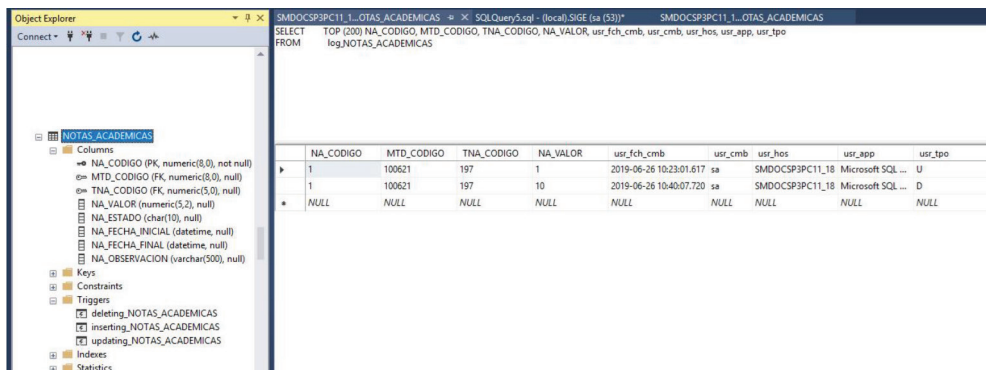 Object Explorer
Connect
NOTAS_ACADEMICAS
Columns
NA_CODIGO (PK, numeric(8,0), not null)
MTD_CODIGO (FK, numeric(8,0), null)
TNA_CODIGO (FK, numeric(5,0), null)
NA_VALOR (numeric(5,2), null)
NA_ESTADO (char(10), null)
NA_FECHA_INICIAL (datetime, null)
NA_FECHA_FINAL (datetime, null)
NA_OBSERVACION (varchar(500), null)
Keys
Constraints
Triggers
deleting_NOTAS_ACADEMICAS
inserting_NOTAS_ACADEMICAS
updating_NOTAS_ACADEMICAS
Indexes
Statistics
SMDOCSP3PC11_1...OTAS_ACADEMICAS SQLQuery5.sql - (local).SIGE (sa (53))* SMDOCSP3PC11_1...OTAS_ACADEMICAS
SELECT TOP (200) NA_CODIGO, MTD_CODIGO, TNA_CODIGO, NA_VALOR, usr_fch_cmb, usr_cmb, usr_hos, usr_app, usr_tpo
FROM log_NOTAS_ACADEMICAS
NA_CODIGO MTD_CODIGO TNA_CODIGO NA_VALOR usr_fch_cmb usr_cmb usr_hos usr_app usr_tpo
1 100621 197 1 2019-06-26 10:23:01.617 sa SMDOCSP3PC11_18 Microsoft SQL ... U
1 100621 197 10 2019-06-26 10:40:07.720 sa SMDOCSP3PC11_18 Microsoft SQL ... D
NULL NULL NULL NULL NULL NULL NULL NULL NULL